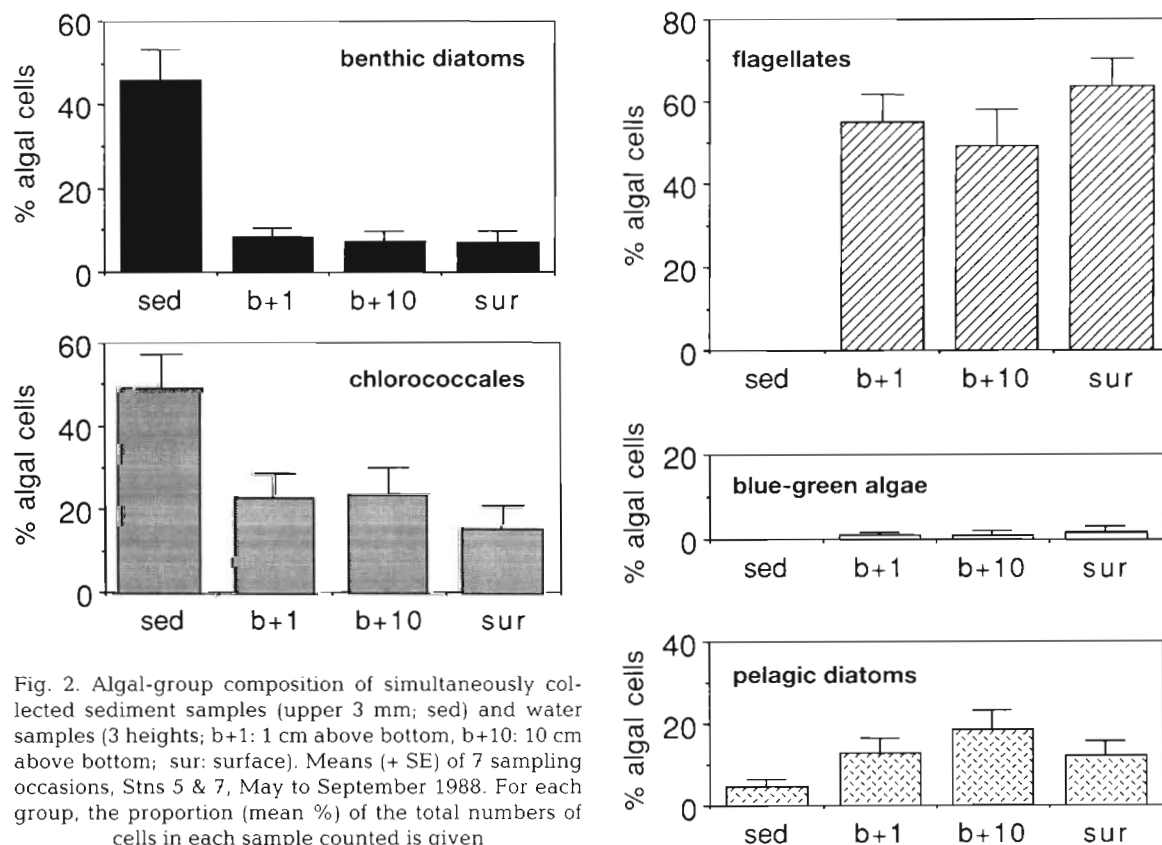 60
40
20
0
% algal cells
benthic diatoms
sed b+1 b+10 sur
60
40
20
0
% algal cells
chlorococcales
sed b+1 b+10 sur
Fig. 2. Algal-group composition of simultaneously col-
lected sediment samples (upper 3 mm; sed) and water
samples (3 heights; b+1: 1 cm above bottom, b+10: 10 cm
above bottom; sur: surface). Means (+ SE) of 7 sampling
occasions, Stns 5 & 7, May to September 1988. For each
group, the proportion (mean %) of the total numbers of
cells in each sample counted is given
80
60
40
20
0
% algal cells
flagellates
sed b+1 b+10 sur
20
0
% algal cells
blue-green algae
sed b+1 b+10 sur
40
20
0
% algal cells
pelagic diatoms
sed b+1 b+10 sur